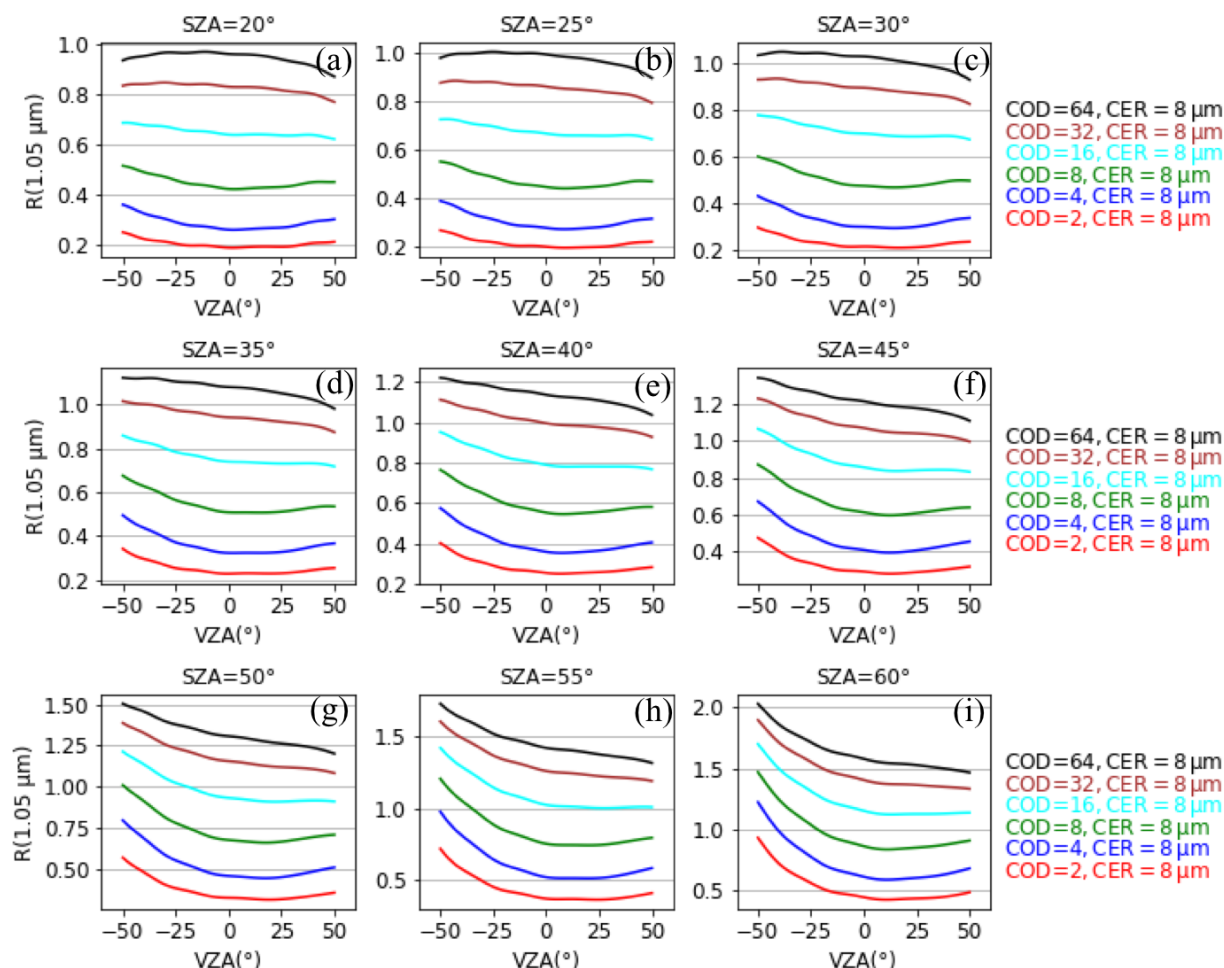 SZA=20° SZA=25° SZA=30°
(a) (b) (c)
R(1.05 μm)
1.0 0.8 0.6 0.4 0.2
1.0 0.8 0.6 0.4 0.2
1.0 0.8 0.6 0.4 0.2
−50 −25 0 25 50 −50 −25 0 25 50 −50 −25 0 25 50
VZA(°) VZA(°) VZA(°)
COD=64, CER = 8 μm
COD=32, CER = 8 μm
COD=16, CER = 8 μm
COD=8, CER = 8 μm
COD=4, CER = 8 μm
COD=2, CER = 8 μm
SZA=35° SZA=40° SZA=45°
(d) (e) (f)
R(1.05 μm)
1.0 0.8 0.6 0.4 0.2
1.2 1.0 0.8 0.6 0.4 0.2
1.2 1.0 0.8 0.6 0.4
−50 −25 0 25 50 −50 −25 0 25 50 −50 −25 0 25 50
VZA(°) VZA(°) VZA(°)
COD=64, CER = 8 μm
COD=32, CER = 8 μm
COD=16, CER = 8 μm
COD=8, CER = 8 μm
COD=4, CER = 8 μm
COD=2, CER = 8 μm
SZA=50° SZA=55° SZA=60°
(g) (h) (i)
R(1.05 μm)
1.50 1.25 1.00 0.75 0.50
1.5 1.0 0.5
2.0 1.5 1.0 0.5
−50 −25 0 25 50 −50 −25 0 25 50 −50 −25 0 25 50
VZA(°) VZA(°) VZA(°)
COD=64, CER = 8 μm
COD=32, CER = 8 μm
COD=16, CER = 8 μm
COD=8, CER = 8 μm
COD=4, CER = 8 μm
COD=2, CER = 8 μm